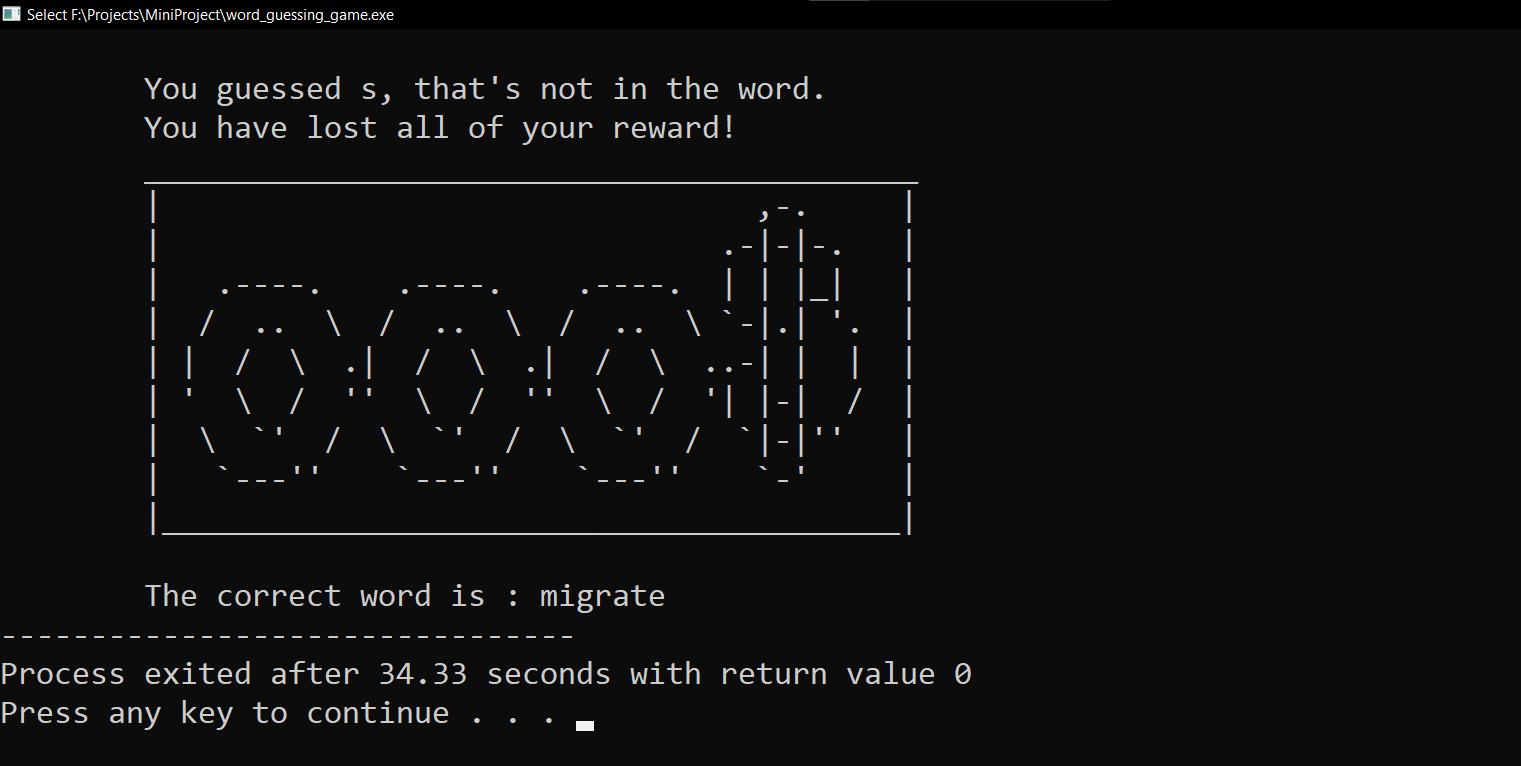 Select F:\Projects\MiniProject\word_guessing_game.exe
You guessed s, that's not in the word.
You have lost all of your reward!
The correct word is : migrate
--------------------------------
Process exited after 34.33 seconds with return value 0
Press any key to continue . . .